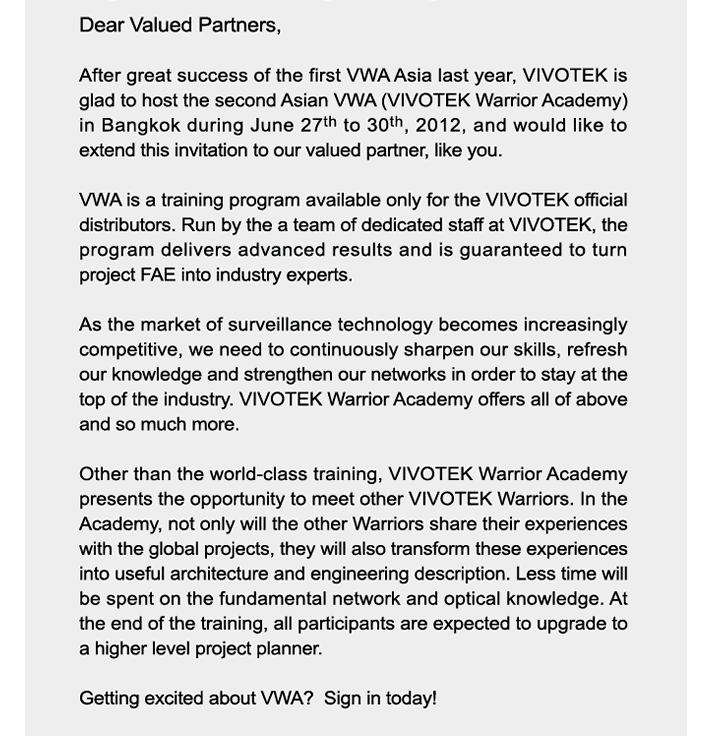 Dear Valued Partners,
After great success of the first VWA Asia last year, VIVOTEK is
glad to host the second Asian VWA (VIVOTEK Warrior Academy)
in Bangkok during June 27th to 30th, 2012, and would like to
extend this invitation to our valued partner, like you.
VWA is a training program available only for the VIVOTEK official
distributors. Run by the a team of dedicated staff at VIVOTEK, the
program delivers advanced results and is guaranteed to turn
project FAE into industry experts.
As the market of surveillance technology becomes increasingly
competitive, we need to continuously sharpen our skills, refresh
our knowledge and strengthen our networks in order to stay at the
top of the industry. VIVOTEK Warrior Academy offers all of above
and so much more.
Other than the world-class training, VIVOTEK Warrior Academy
presents the opportunity to meet other VIVOTEK Warriors. In the
Academy, not only will the other Warriors share their experiences
with the global projects, they will also transform these experiences
into useful architecture and engineering description. Less time will
be spent on the fundamental network and optical knowledge. At
the end of the training, all participants are expected to upgrade to
a higher level project planner.
Getting excited about VWA?  Sign in today!